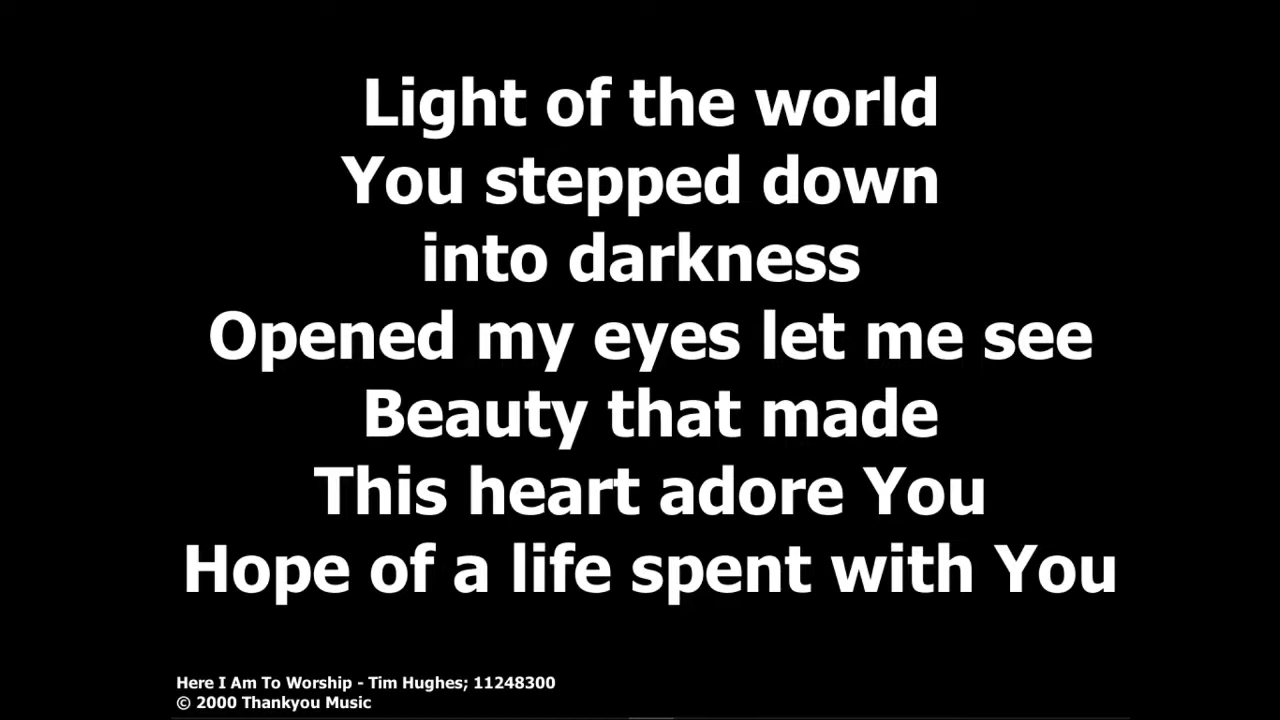 Light of the world
You stepped down
into darkness
Opened my eyes let me see
Beauty that made
This heart adore You
Hope of a life spent with You
Here I Am To Worship - Tim Hughes; 11248300
© 2000 Thankyou Music